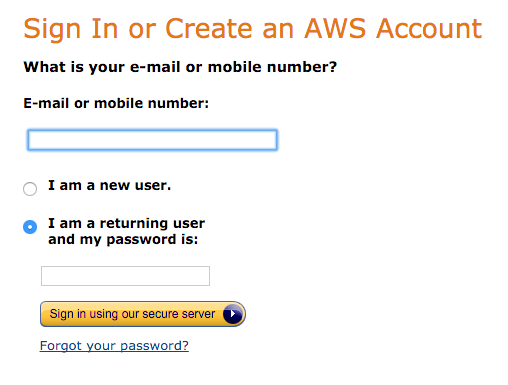 Sign In or Create an AWS Account
What is your e-mail or mobile number?
E-mail or mobile number:
I am a new user.
I am a returning user
and my password is:
Sign in using our secure server
Forgot your password?